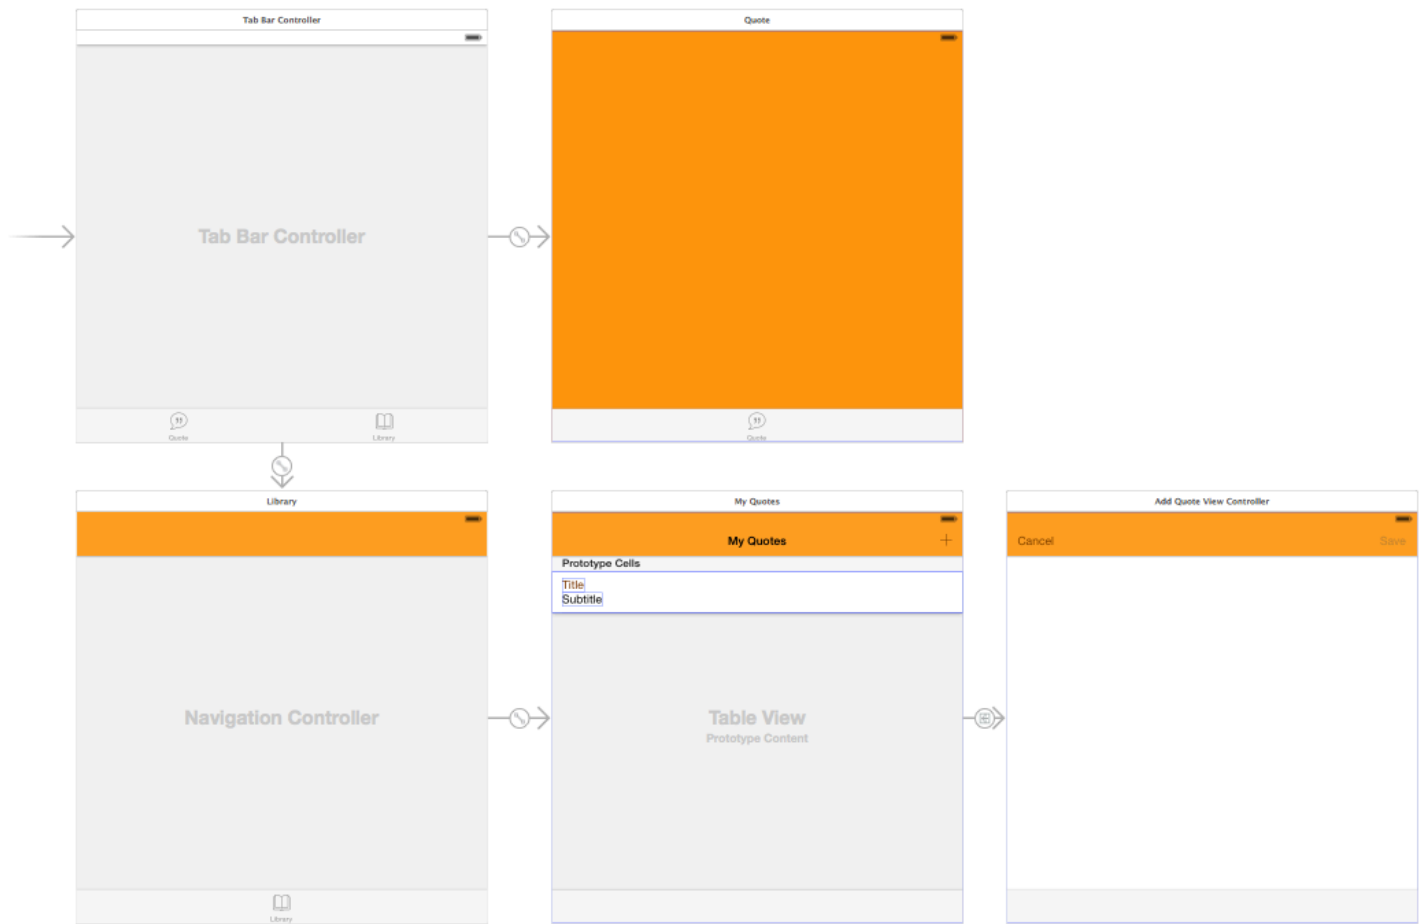 Tab Bar Controller
Quote
Tab Bar Controller
Quote
Library
Quote
Library
My Quotes
Add Quote View Controller
My Quotes
Cancel
Save
Prototype Cells
Title
Subtitle
Navigation Controller
Table View
Prototype Content
Library